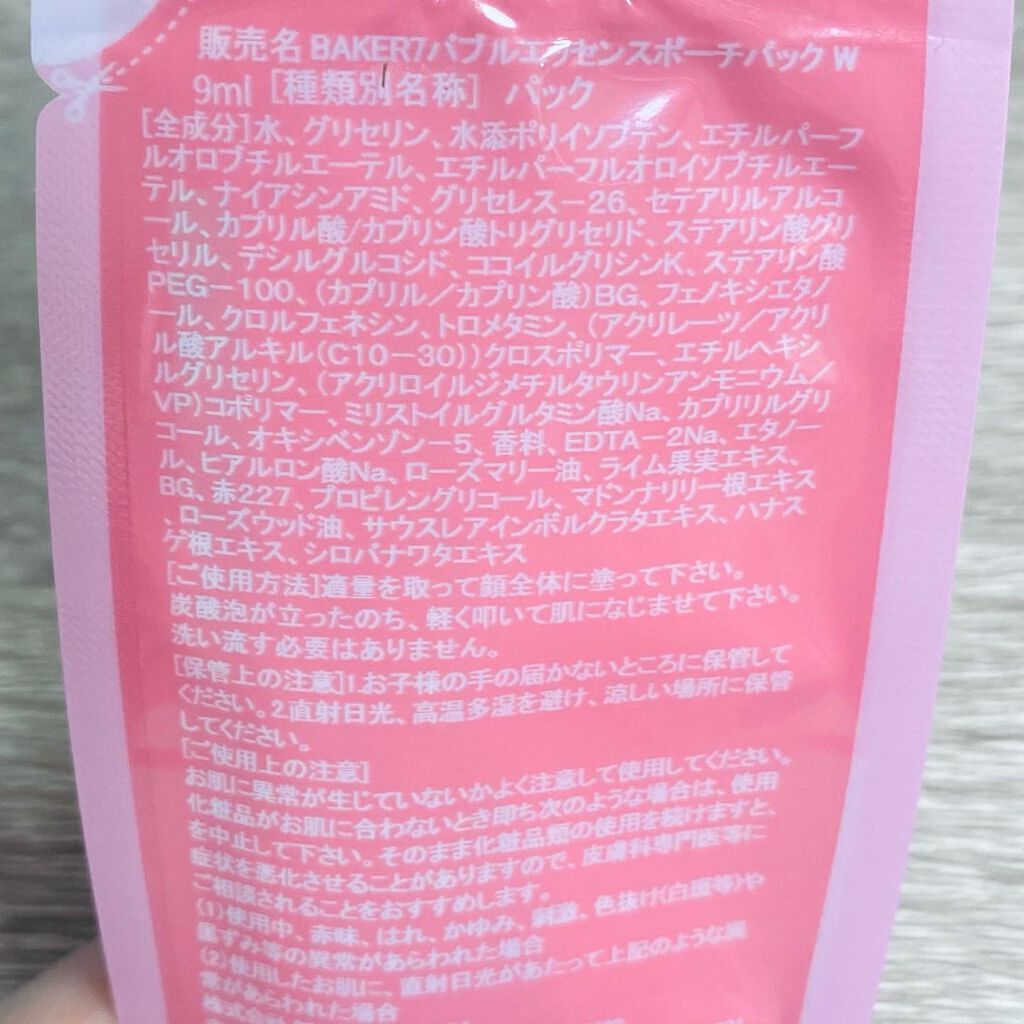 販売名 BAKER7バブルエッセンスポーチパック W
9ml [種類別名称] パック
[全成分]水、グリセリン、水添ポリイソブテン、エチルパーフ
ルオロブチルエーテル、エチルパーフルオロイソブチルエー
テル、ナイアシンアミド、グリセレス－26、セテアリルアルコ
ール、カプリル酸/カプリン酸トリグリセリド、ステアリン酸グリ
セリル、デシルグルコシド、ココイルグリシンK、ステアリン酸
PEG－100、(カプリル／カプリン酸)BG、フェノキシエタノ
ール、クロルフェネシン、トロメタミン、(アクリレーツ／アクリ
ル酸アルキル(C10－30))クロスポリマー、エチルヘキシ
ルグリセリン、(アクリロイルジメチルタウリンアンモニウム／
VP)コポリマー、ミリストイルグルタミン酸Na、カプリリルグリ
コール、オキシベンゾン－5、香料、EDTA－2Na、エタノー
ル、ヒアルロン酸Na、ローズマリー油、ライム果実エキス、
BG、赤227、プロピレングリコール、マドンナリリー根エキス
、ローズウッド油、サウスレアインボルクラタエキス、ハナス
ゲ根エキス、シロバナワタエキス
[ご使用方法]適量を取って顔全体に塗って下さい。
炭酸泡が立ったのち、軽く叩いて肌になじませて下さい。
洗い流す必要はありません。
[保管上の注意]1.お子様の手の届かないところに保管して
ください。2.直射日光、高温多湿を避け、涼しい場所に保管
してください。
[ご使用上の注意]
お肌に異常が生じていないかよく注意して使用してください。
化粧品がお肌に合わないとき即ち次のような場合は、使用
を中止して下さい。そのまま化粧品類の使用を続けますと、
症状を悪化させることがありますので、皮膚科専門医等に
ご相談されることをおすすめします。
(1)使用中、赤味、はれ、かゆみ、刺激、色抜け(白斑等)や
黒ずみ等の異常があらわれた場合
(2)使用したお肌に、直射日光があたって上記のような異
常があらわれた場合
株式会社